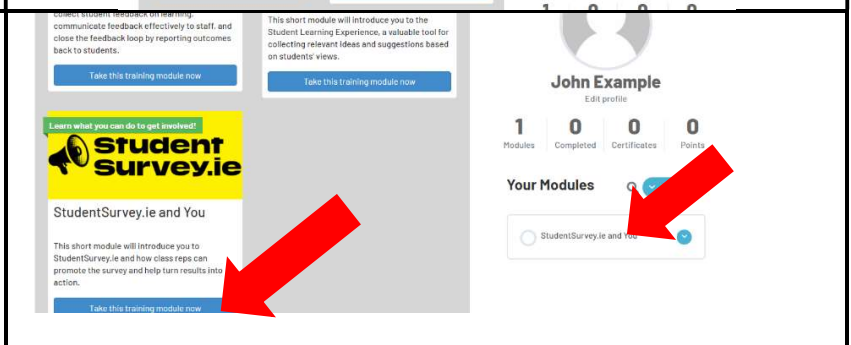 collect student feedback on learning,
communicate feedback effectively to staff, and
close the feedback loop by reporting outcomes
back to students.
Take this training module now
This short module will introduce you to the
Student Learning Experience, a valuable tool for
collecting relevant ideas and suggestions based
on students' views.
Take this training module now
Learn what you can do to get involved!
Student
Survey.ie
StudentSurvey.ie and You
This short module will introduce you to
StudentSurvey.ie and how class reps can
promote the survey and help turn results into
action.
Take this training module now
1 0 0 0
John Example
Edit profile
1 0 0 0
Modules Completed Certificates Points
Your Modules
StudentSurvey.ie and You